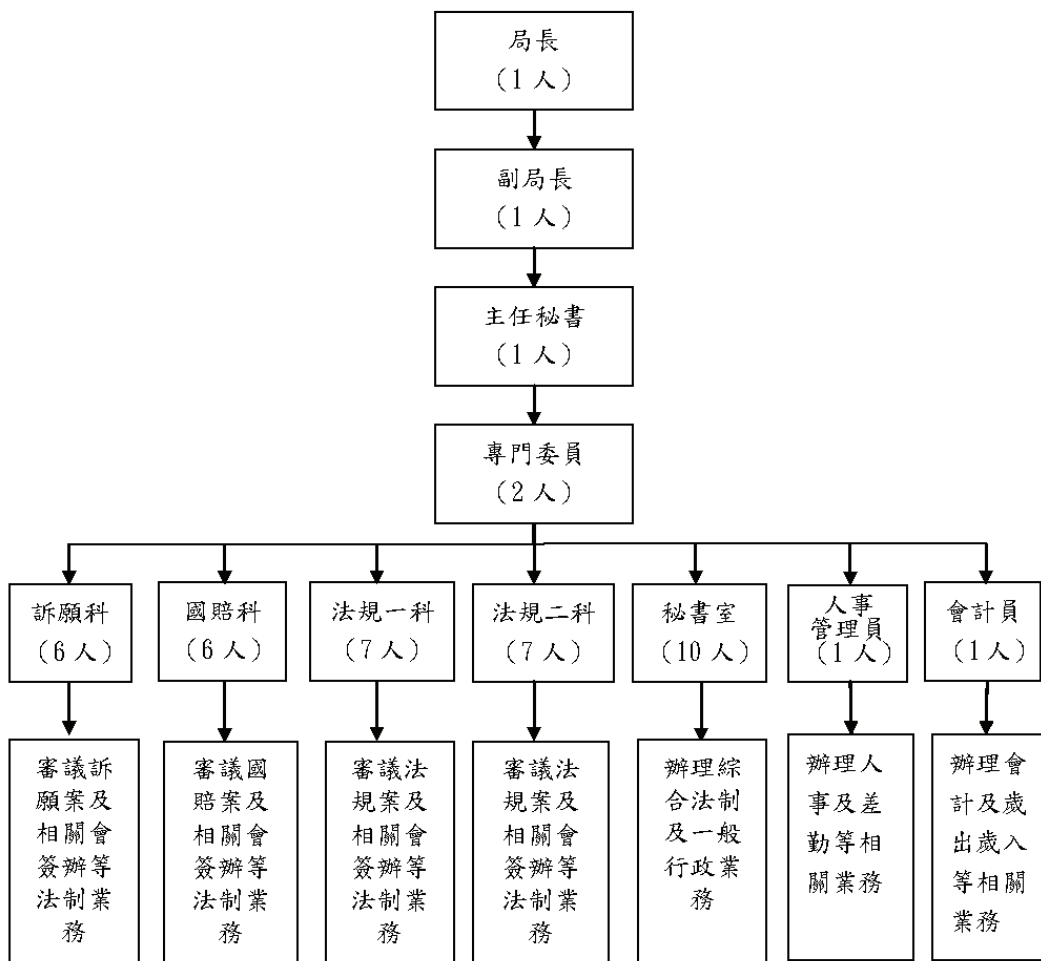 局長
(1人)
副局長
(1人)
主任秘書
(1人)
專門委員
(2人)
訴願科
(6人)
國賠科
(6人)
法規一科
(7人)
法規二科
(7人)
秘書室
(10人)
人事
管理員
(1人)
會計員
(1人)
審議訴
願案及
相關會
簽辦等
法制業
務
審議國
賠案及
相關會
簽辦等
法制業
務
審議法
規案及
相關會
簽辦等
法制業
務
審議法
規案及
相關會
簽辦等
法制業
務
辦理綜
合法制
及一般
行政業
務
辦理人
事及差
勤等相
關業務
辦理會
計及歲
出歲入
等相關
業務